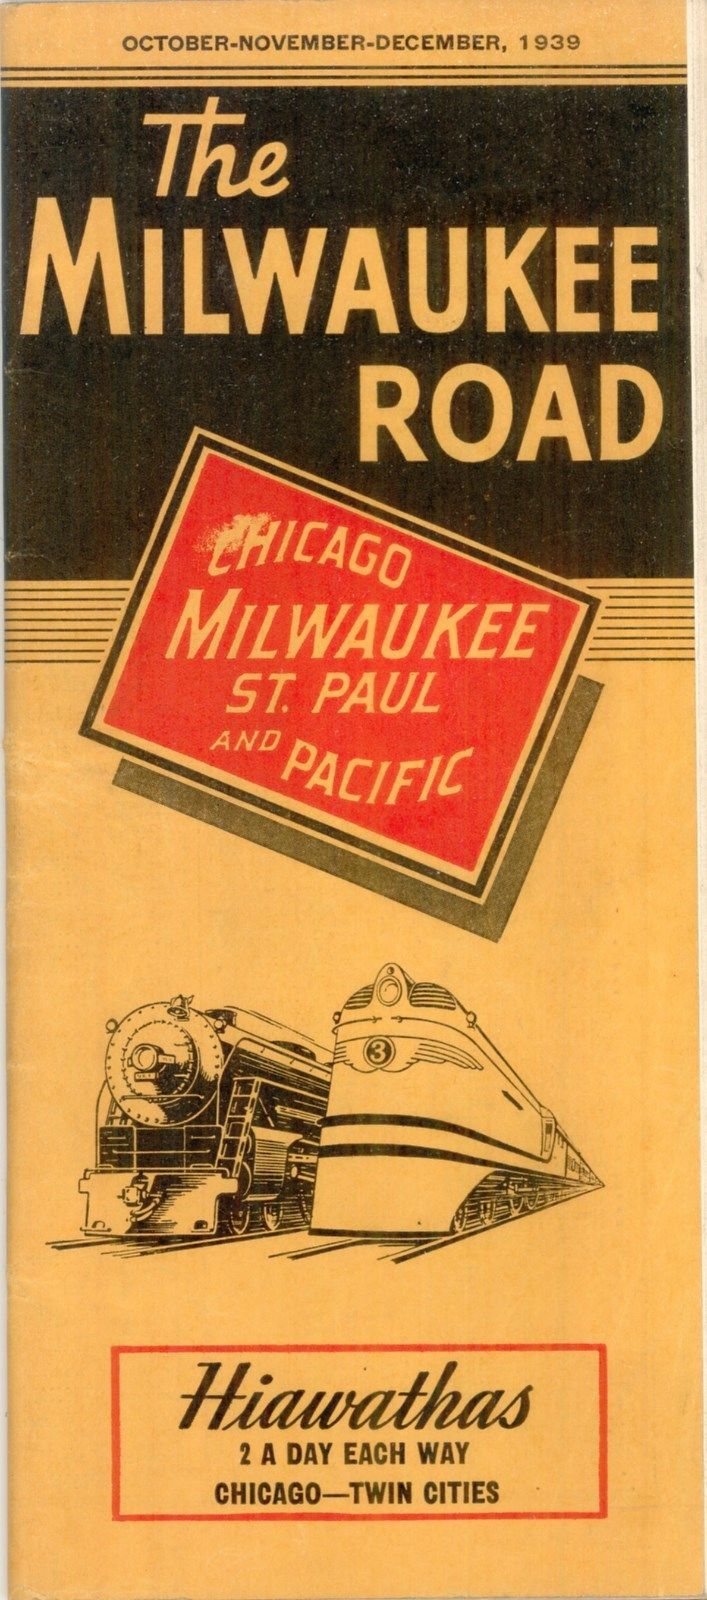 OCTOBER-NOVEMBER-DECEMBER, 1939
The
MILWAUKEE
ROAD
CHICAGO
MILWAUKEE
ST. PAUL
AND PACIFIC
3
Hiawathas
2 A DAY EACH WAY
CHICAGO—TWIN CITIES